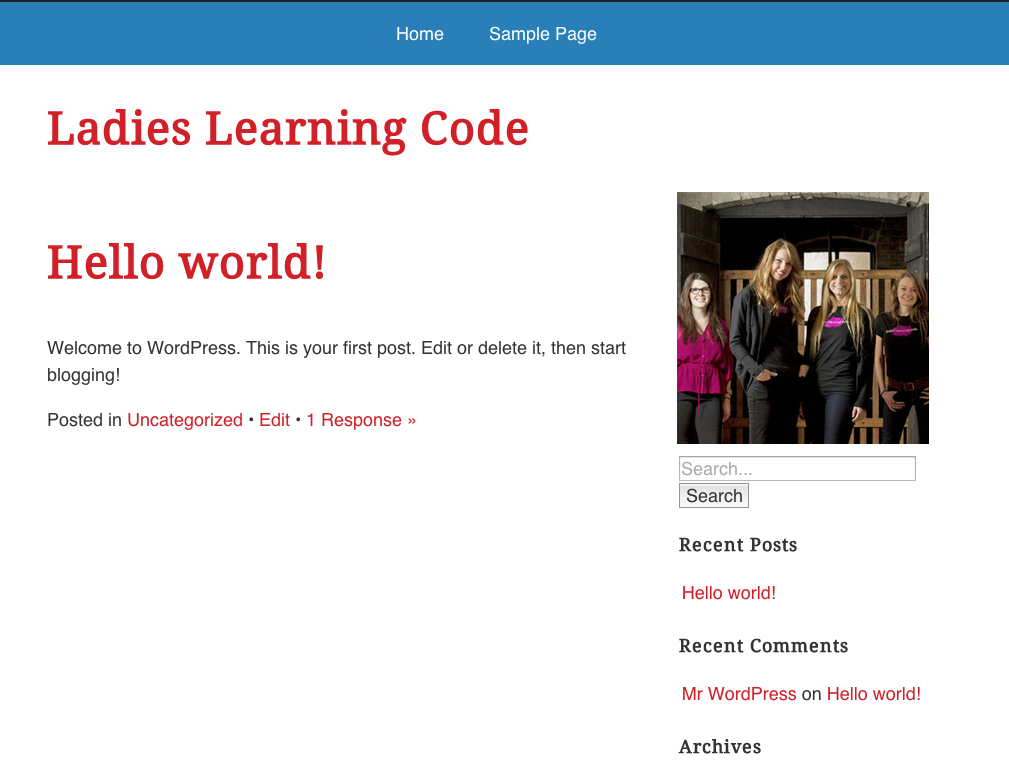 Home Sample Page
Ladies Learning Code
Hello world!
Welcome to WordPress. This is your first post. Edit or delete it, then start
blogging!
Posted in Uncategorized • Edit • 1 Response »
Search...
Search
Recent Posts
Hello world!
Recent Comments
Mr WordPress on Hello world!
Archives